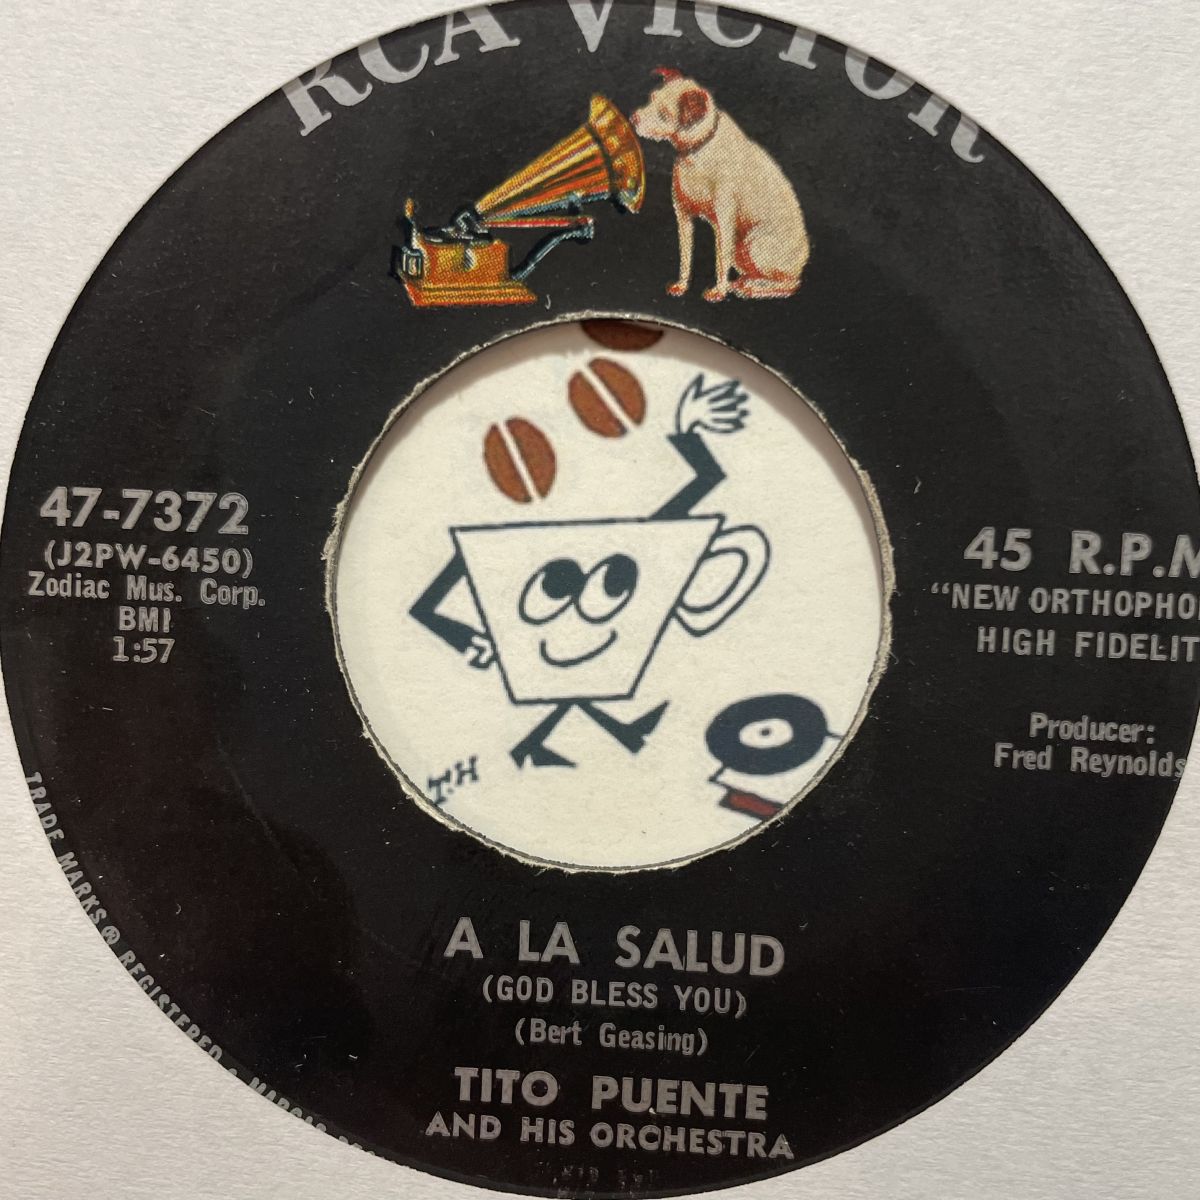 RCA VICTOR
47-7372
(J2PW-6450)
Zodiac Mus. Corp.
BMI
1:57
45 R.P.M
"NEW ORTHOPHO
HIGH FIDELIT
Producer:
Fred Reynolds
T.H
A LA SALUD
(GOD BLESS YOU)
(Bert Geasing)
TITO PUENTE
AND HIS ORCHESTRA
TRADE MARKS ® REGISTERED •